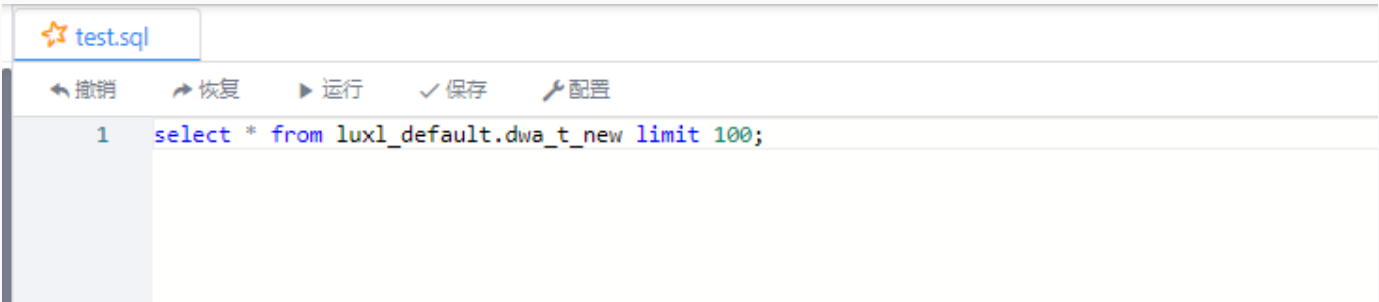 test.sql
撤销 恢复 运行 保存 配置
1 select * from luxl_default.dwa_t_new limit 100;